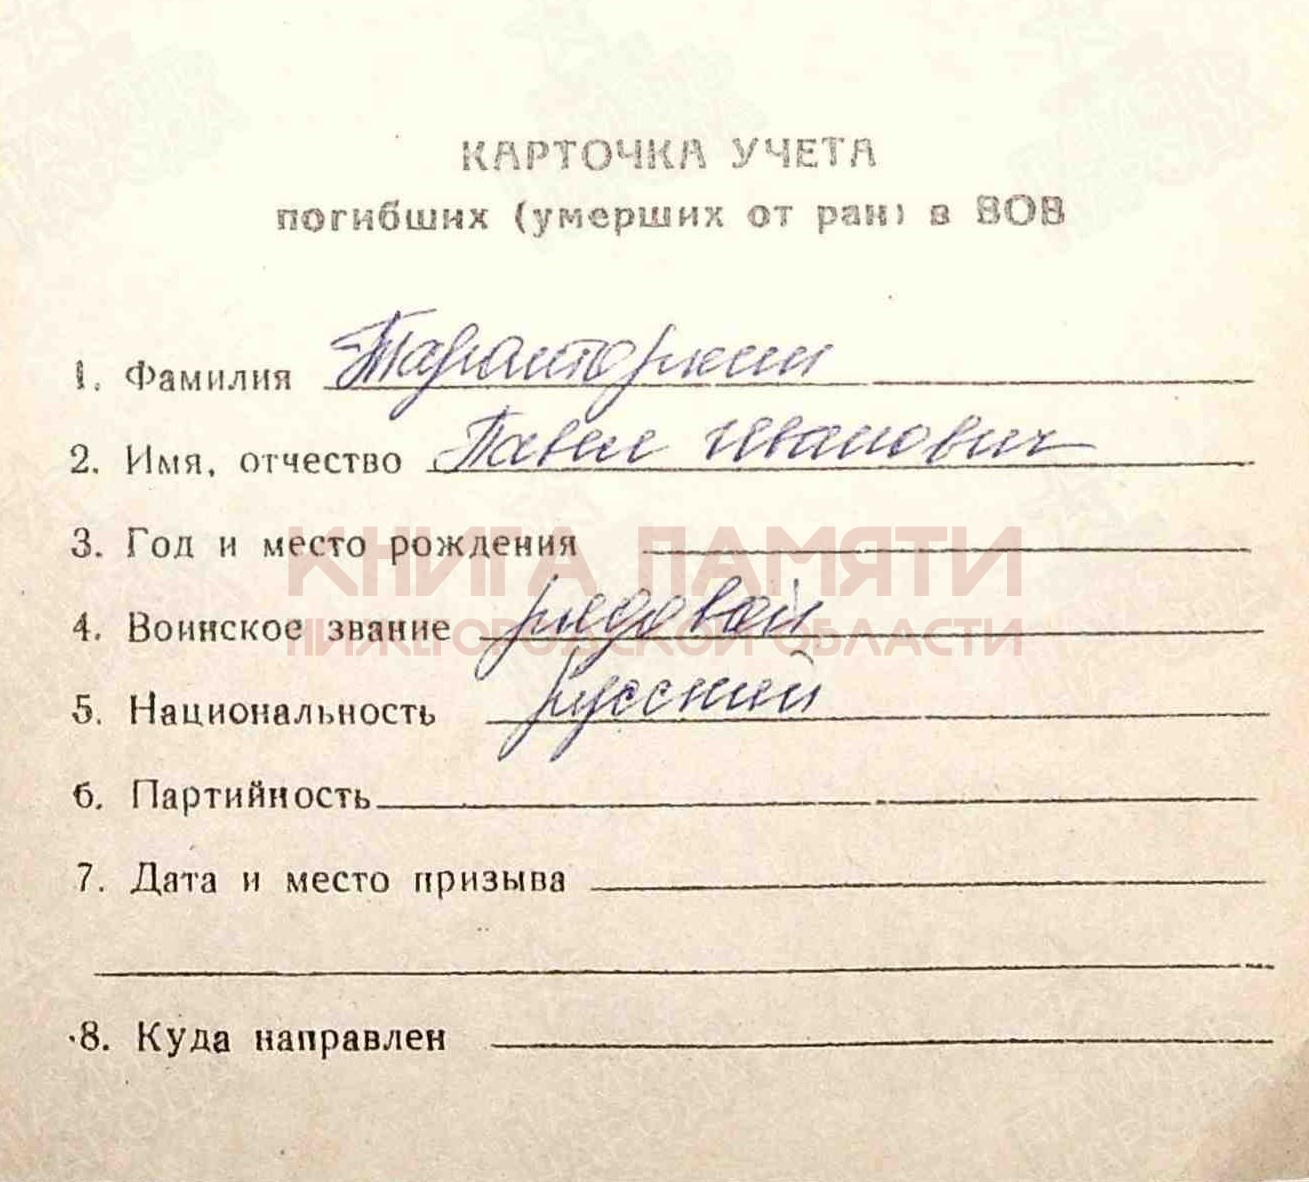 КАРТОЧКА УЧЕТА
погибших (умерших от ран) в ВОВ
1. Фамилия Тараторкин
2. Имя, отчество Павел Иванович
3. Год и место рождения
КНИГА ПАМЯТИ
4. Воинское звание рядовой
НИЖЕГОРОДСКОЙ ОБЛАСТИ
5. Национальность русский
6. Партийность
7. Дата и место призыва
8. Куда направлен